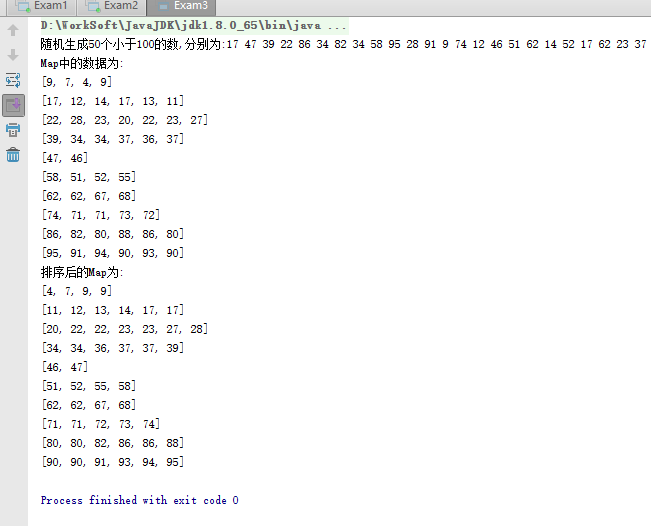 Exam1 Exam2 Exam3
D:\WorkSoft\JavaJDK\jdk1.8.0_65\bin\java ...
随机生成50个小于100的数,分别为:17 47 39 22 86 34 82 34 58 95 28 91 9 74 12 46 51 62 14 52 17 62 23 37
Map中的数据为:
[9, 7, 4, 9]
[17, 12, 14, 17, 13, 11]
[22, 28, 23, 20, 22, 23, 27]
[39, 34, 34, 37, 36, 37]
[47, 46]
[58, 51, 52, 55]
[62, 62, 67, 68]
[74, 71, 71, 73, 72]
[86, 82, 80, 88, 86, 80]
[95, 91, 94, 90, 93, 90]
排序后的Map为:
[4, 7, 9, 9]
[11, 12, 13, 14, 17, 17]
[20, 22, 22, 23, 23, 27, 28]
[34, 34, 36, 37, 37, 39]
[46, 47]
[51, 52, 55, 58]
[62, 62, 67, 68]
[71, 71, 72, 73, 74]
[80, 80, 82, 86, 86, 88]
[90, 90, 91, 93, 94, 95]
Process finished with exit code 0